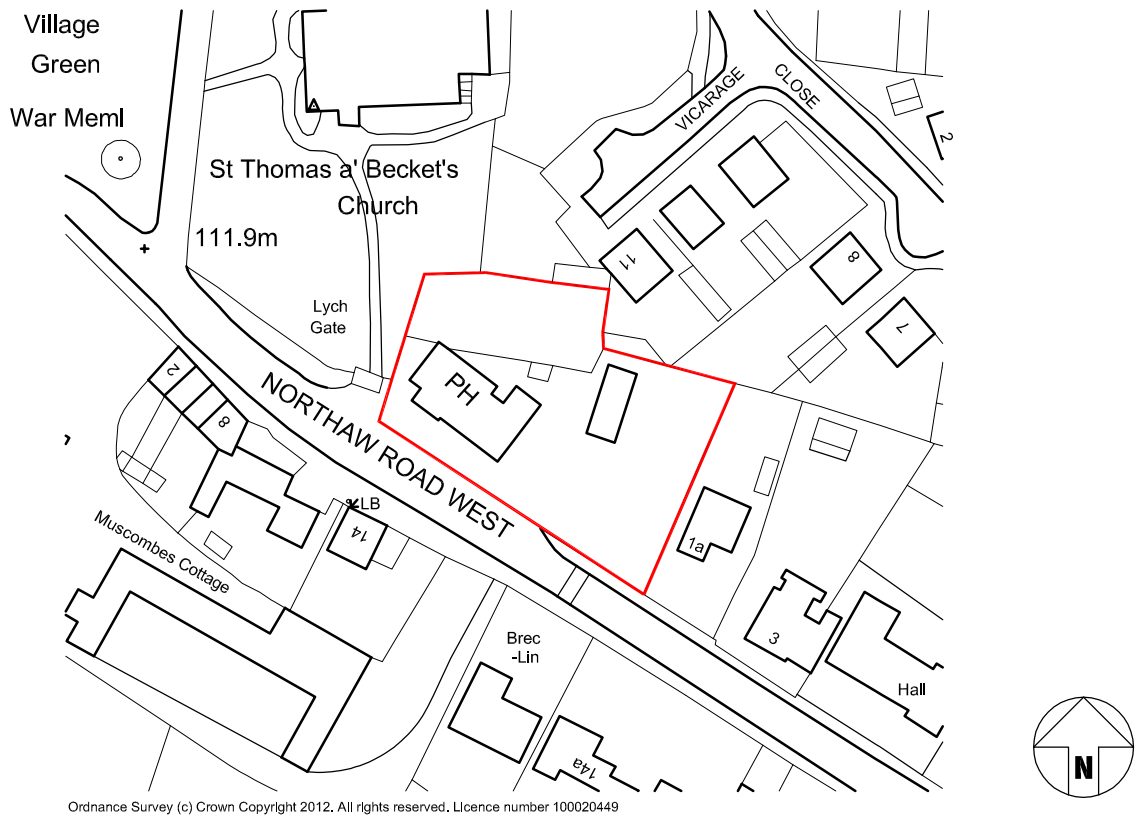 Village
Green
War Meml
VICARAGE
CLOSE
2
St Thomas a' Becket's
Church
111.9m
11
8
7
Lych
Gate
PH
2
8
NORTHAW ROAD WEST
LB
14
1a
Muscombes Cottage
3
Brec
-Lin
Hall
14a
N
Ordnance Survey (c) Crown Copyright 2012. All rights reserved. Licence number 100020449